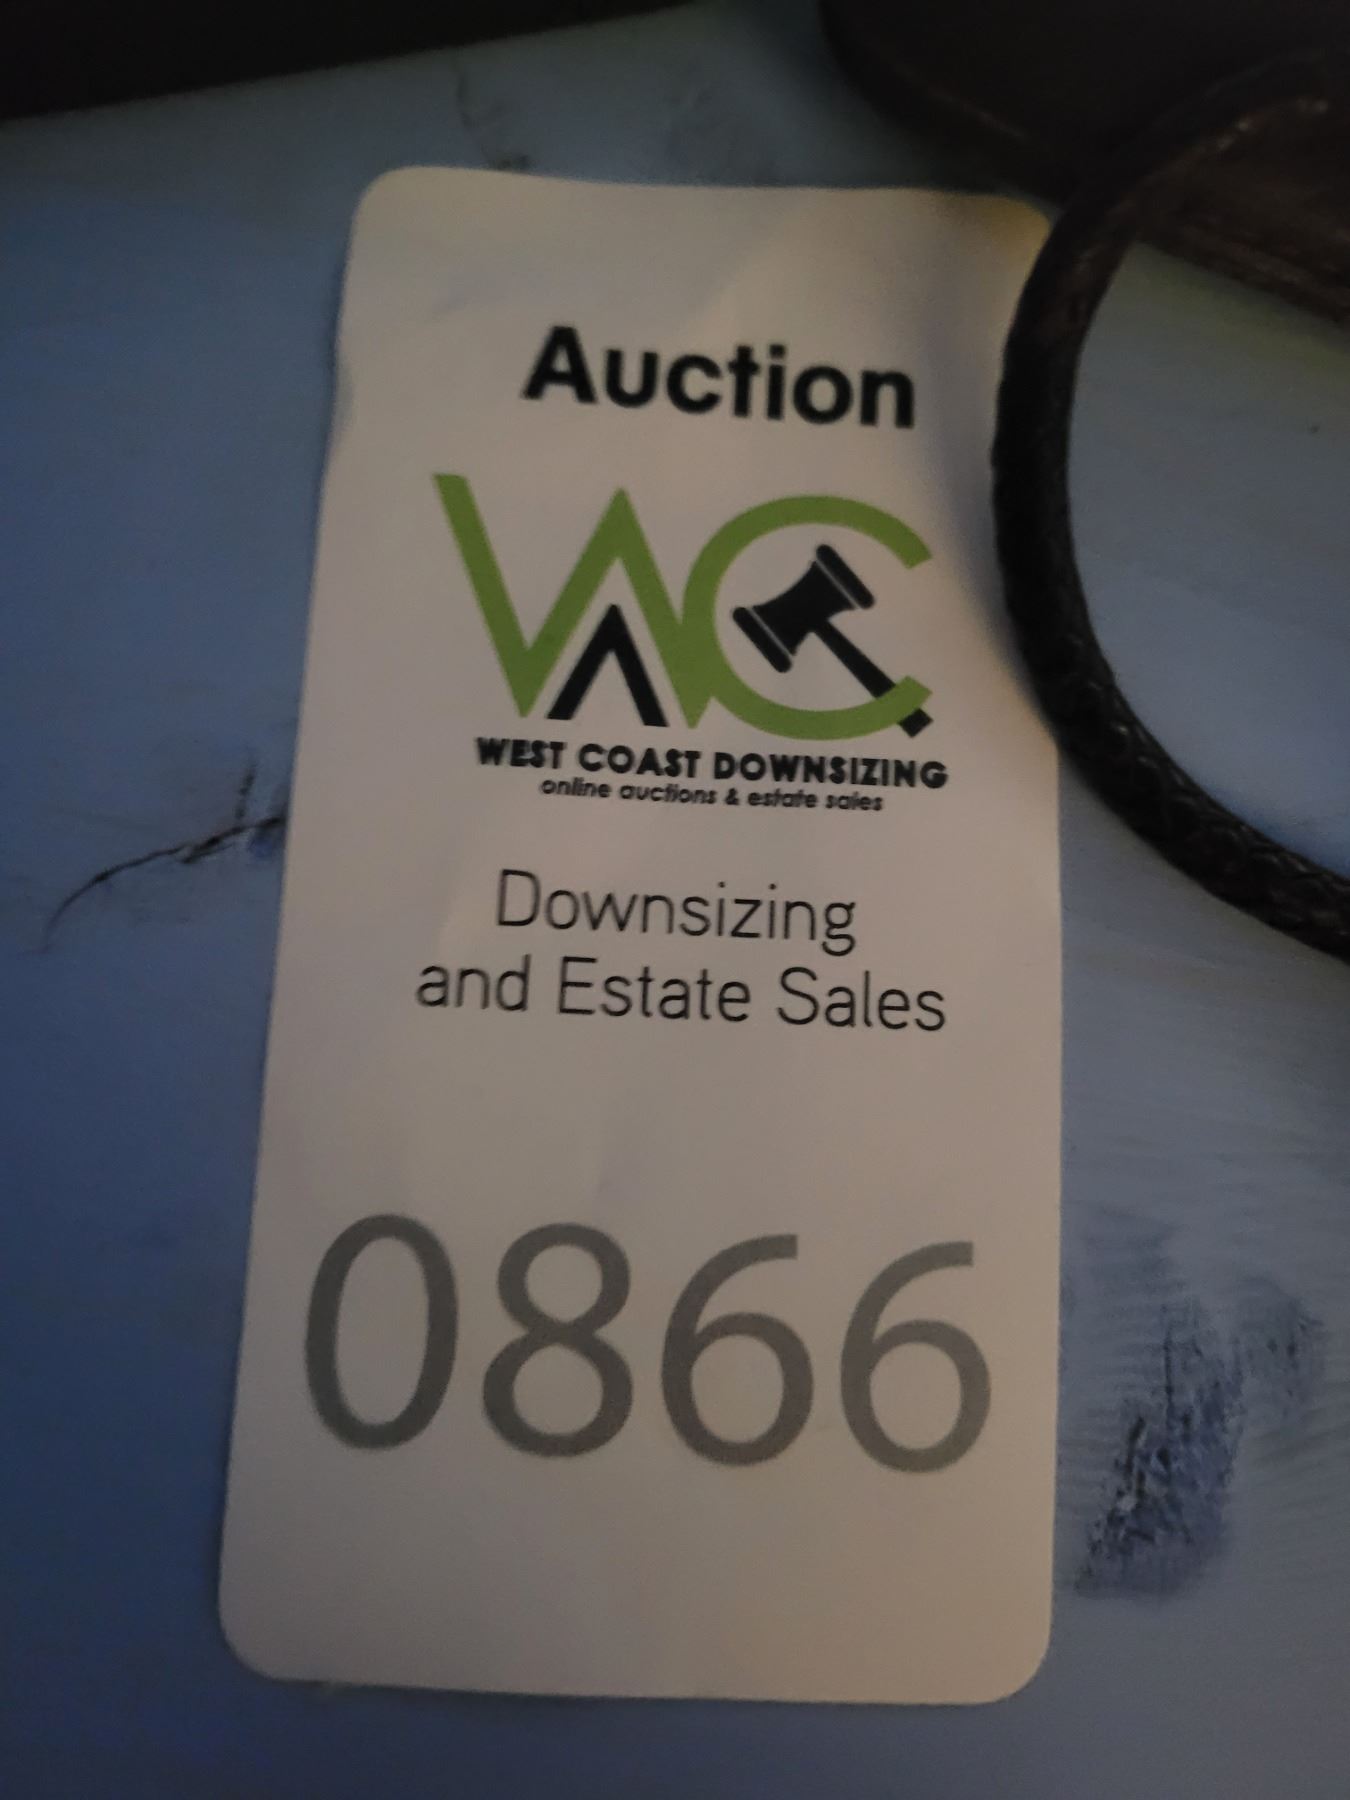 Auction
WC
WEST COAST DOWNSIZING
online auctions & estate sales
Downsizing
and Estate Sales
0866